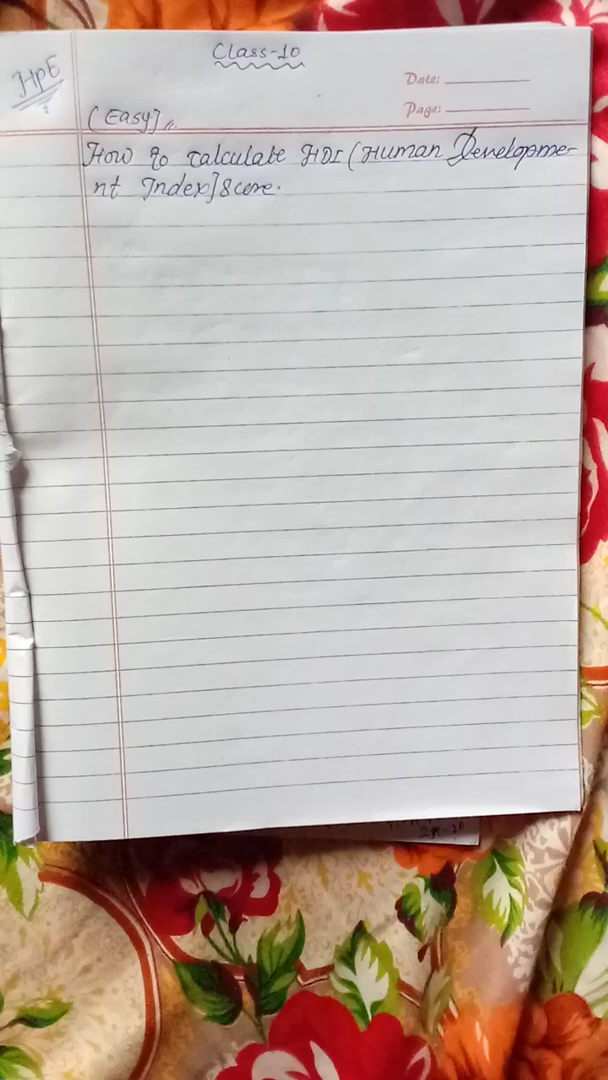 Class-10
HPE
Date:
Page:
(Easy]
How to calculate HDI (Human Developme-
nt Index] Score.